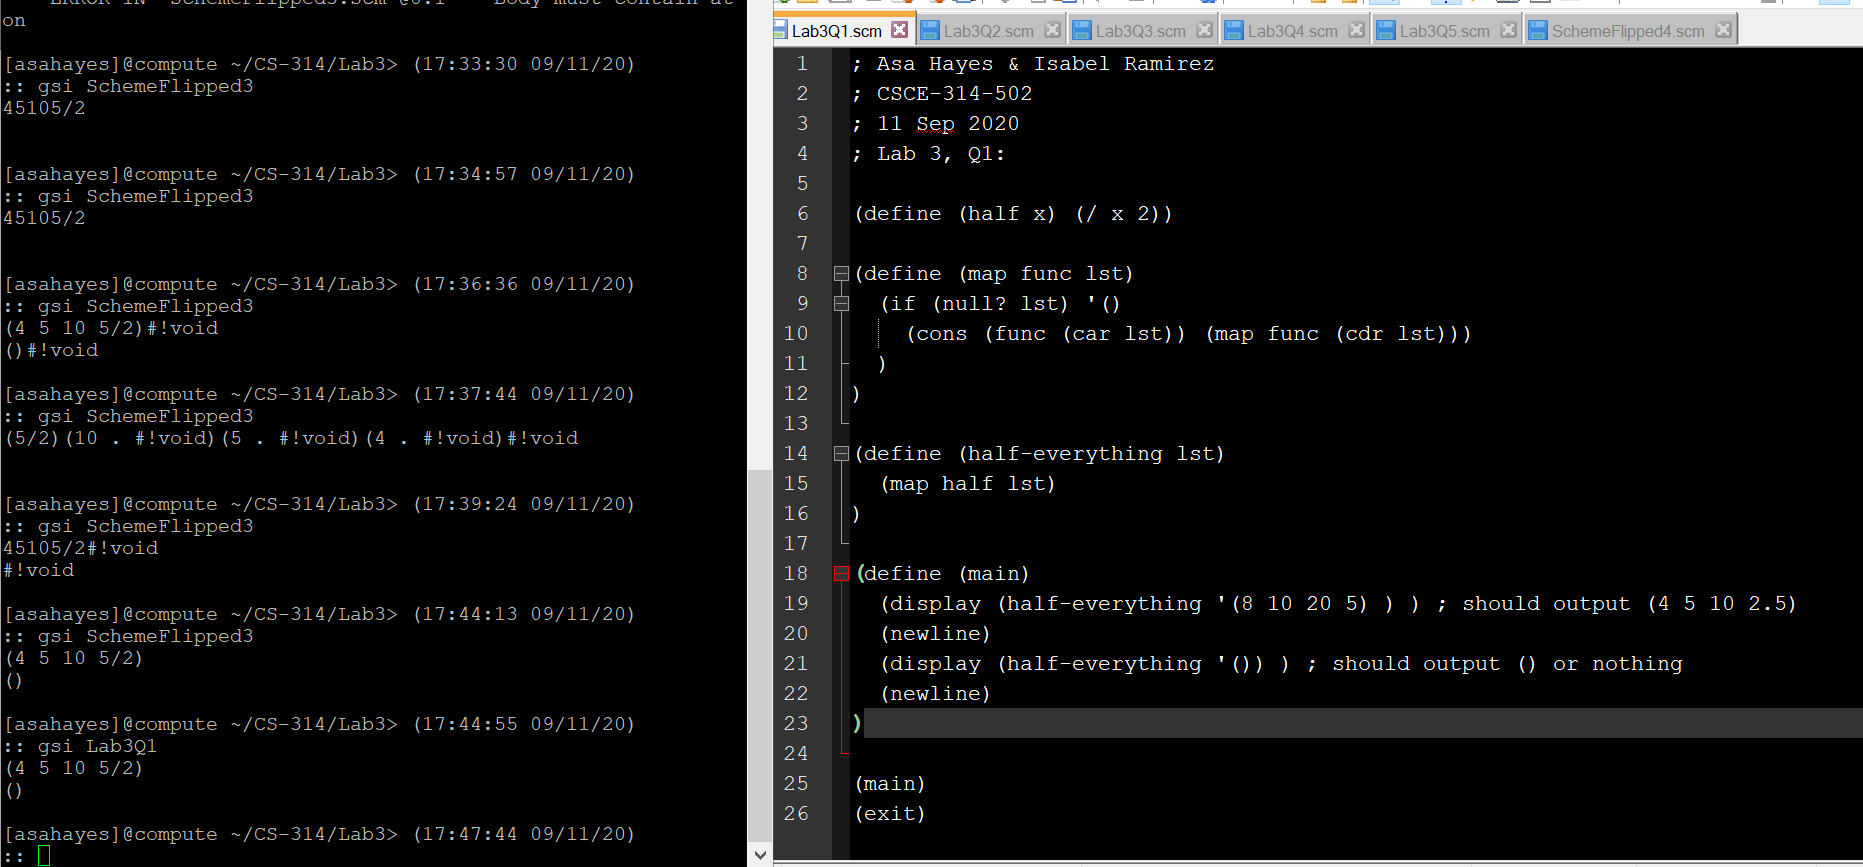 ERROR IN "SchemeFlipped3.scm"@6.1 -- Body must contain at
on
[asahayes]@compute ~/CS-314/Lab3> (17:33:30 09/11/20)
:: gsi SchemeFlipped3
45105/2
[asahayes]@compute ~/CS-314/Lab3> (17:34:57 09/11/20)
:: gsi SchemeFlipped3
45105/2
[asahayes]@compute ~/CS-314/Lab3> (17:36:36 09/11/20)
:: gsi SchemeFlipped3
(4 5 10 5/2)#!void
()#!void
[asahayes]@compute ~/CS-314/Lab3> (17:37:44 09/11/20)
:: gsi SchemeFlipped3
(5/2)(10 . #!void)(5 . #!void)(4 . #!void)#!void
[asahayes]@compute ~/CS-314/Lab3> (17:39:24 09/11/20)
:: gsi SchemeFlipped3
45105/2#!void
#!void
[asahayes]@compute ~/CS-314/Lab3> (17:44:13 09/11/20)
:: gsi SchemeFlipped3
(4 5 10 5/2)
()
[asahayes]@compute ~/CS-314/Lab3> (17:44:55 09/11/20)
:: gsi Lab3Q1
(4 5 10 5/2)
()
[asahayes]@compute ~/CS-314/Lab3> (17:47:44 09/11/20)
::
Lab3Q1.scm Lab3Q2.scm Lab3Q3.scm Lab3Q4.scm Lab3Q5.scm SchemeFlipped4.scm
1 ; Asa Hayes & Isabel Ramirez
2 ; CSCE-314-502
3 ; 11 Sep 2020
4 ; Lab 3, Q1:
5
6 (define (half x) (/ x 2))
7
8 (define (map func lst)
9 (if (null? lst) '()
10 (cons (func (car lst)) (map func (cdr lst)))
11 )
12 )
13
14 (define (half-everything lst)
15 (map half lst)
16 )
17
18 (define (main)
19 (display (half-everything '(8 10 20 5) ) ) ; should output (4 5 10 2.5)
20 (newline)
21 (display (half-everything '()) ) ; should output () or nothing
22 (newline)
23 )
24
25 (main)
26 (exit)